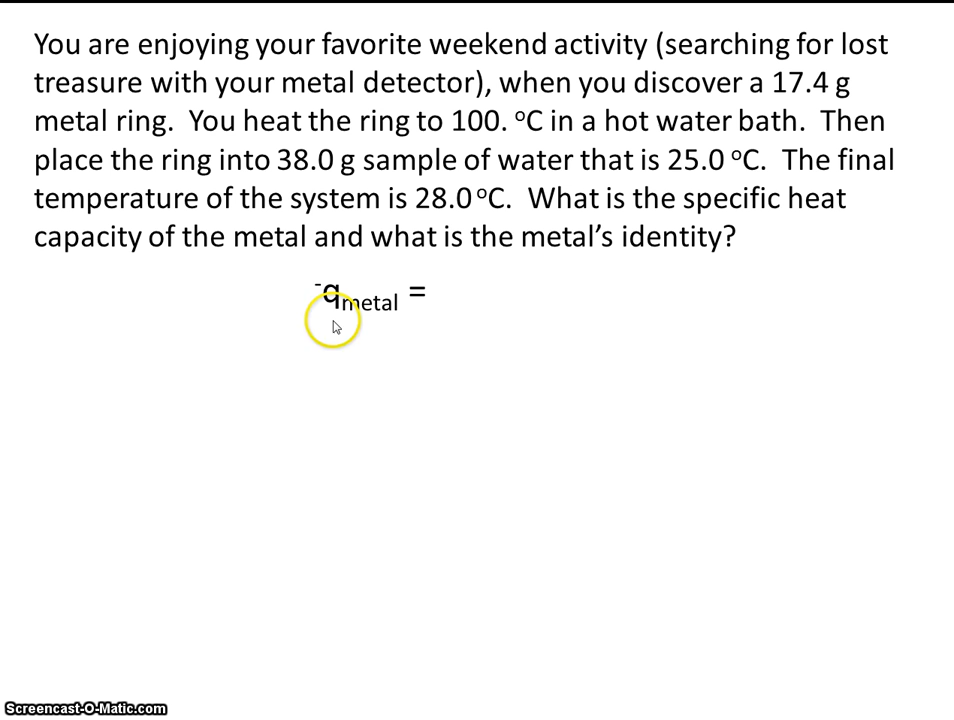 You are enjoying your favorite weekend activity (searching for lost
treasure with your metal detector), when you discover a 17.4 g
metal ring.  You heat the ring to 100. ᵒC in a hot water bath.  Then
place the ring into 38.0 g sample of water that is 25.0 ᵒC.  The final
temperature of the system is 28.0 ᵒC.  What is the specific heat
capacity of the metal and what is the metal’s identity?
⁻qmetal =
Screencast-O-Matic.com